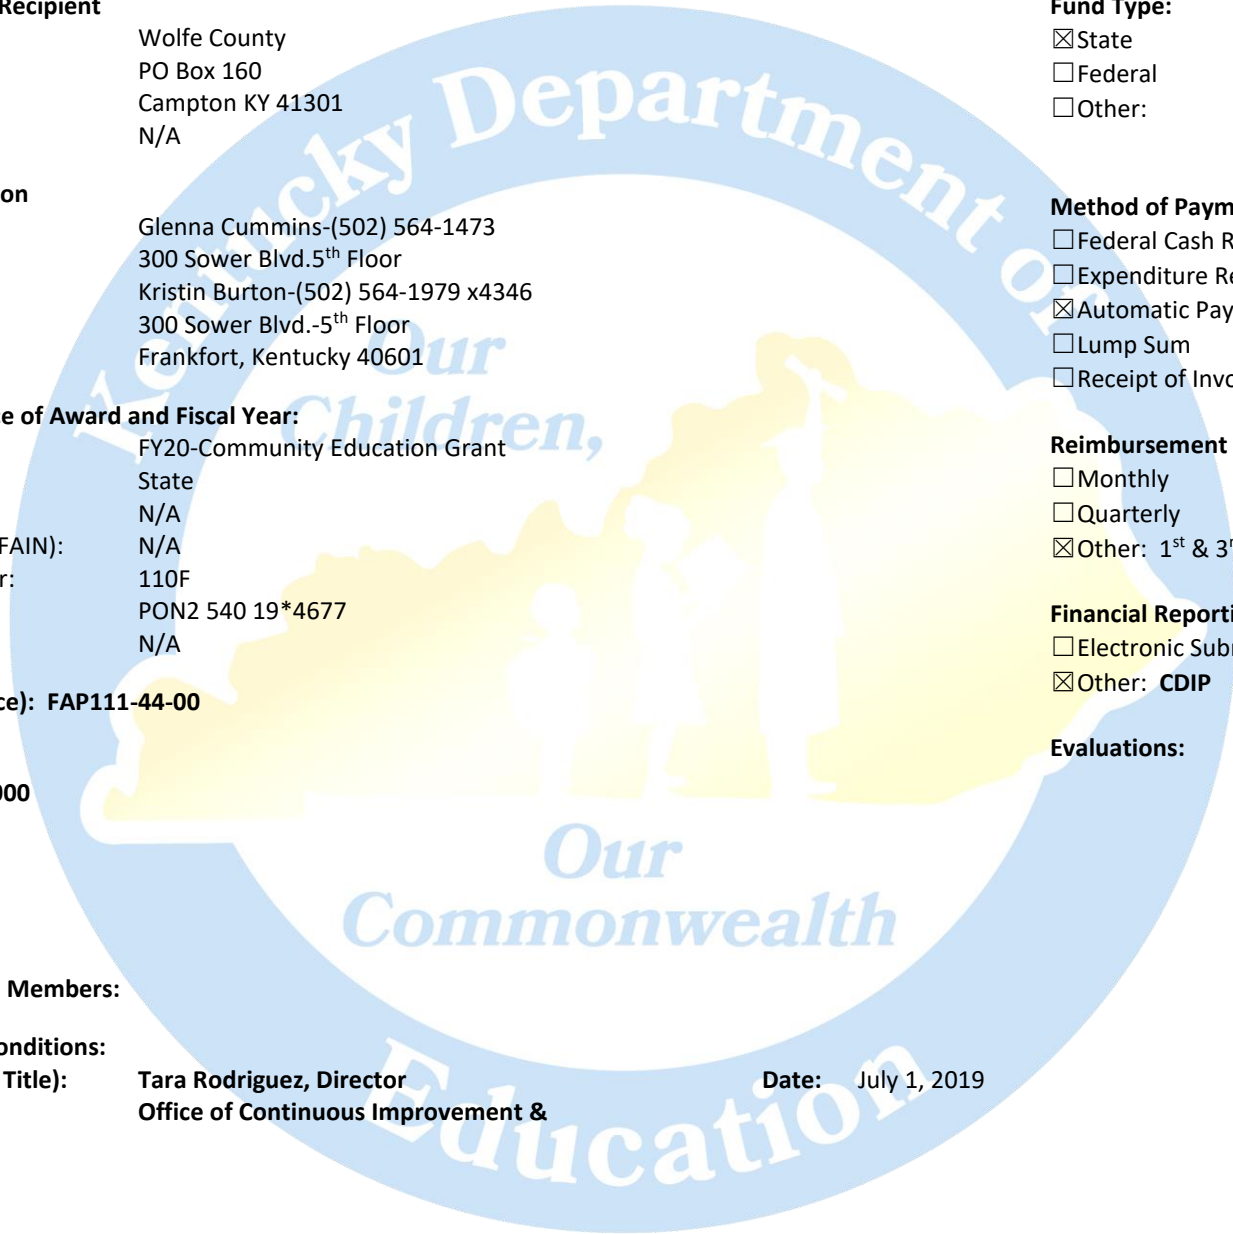 Recipient
Wolfe County
PO Box 160
Campton KY 41301
N/A
on
Glenna Cummins-(502) 564-1473
300 Sower Blvd.5th Floor
Kristin Burton-(502) 564-1979 x4346
300 Sower Blvd.-5th Floor
Frankfort, Kentucky 40601
e of Award and Fiscal Year:
FY20-Community Education Grant
State
N/A
FAIN): N/A
r: 110F
PON2 540 19*4677
N/A
ce): FAP111-44-00
000
Members:
onditions:
Title): Tara Rodriguez, Director Date: July 1, 2019
Office of Continuous Improvement &
Fund Type:
☒State
☐Federal
☐Other:
Method of Paym
☐Federal Cash R
☐Expenditure Re
☒Automatic Pay
☐Lump Sum
☐Receipt of Invo
Reimbursement
☐Monthly
☐Quarterly
☒Other: 1st & 3r
Financial Reporti
☐Electronic Sub
☒Other: CDIP
Evaluations:
Kentucky Department of
Education
Our
Children,
Our
Commonwealth